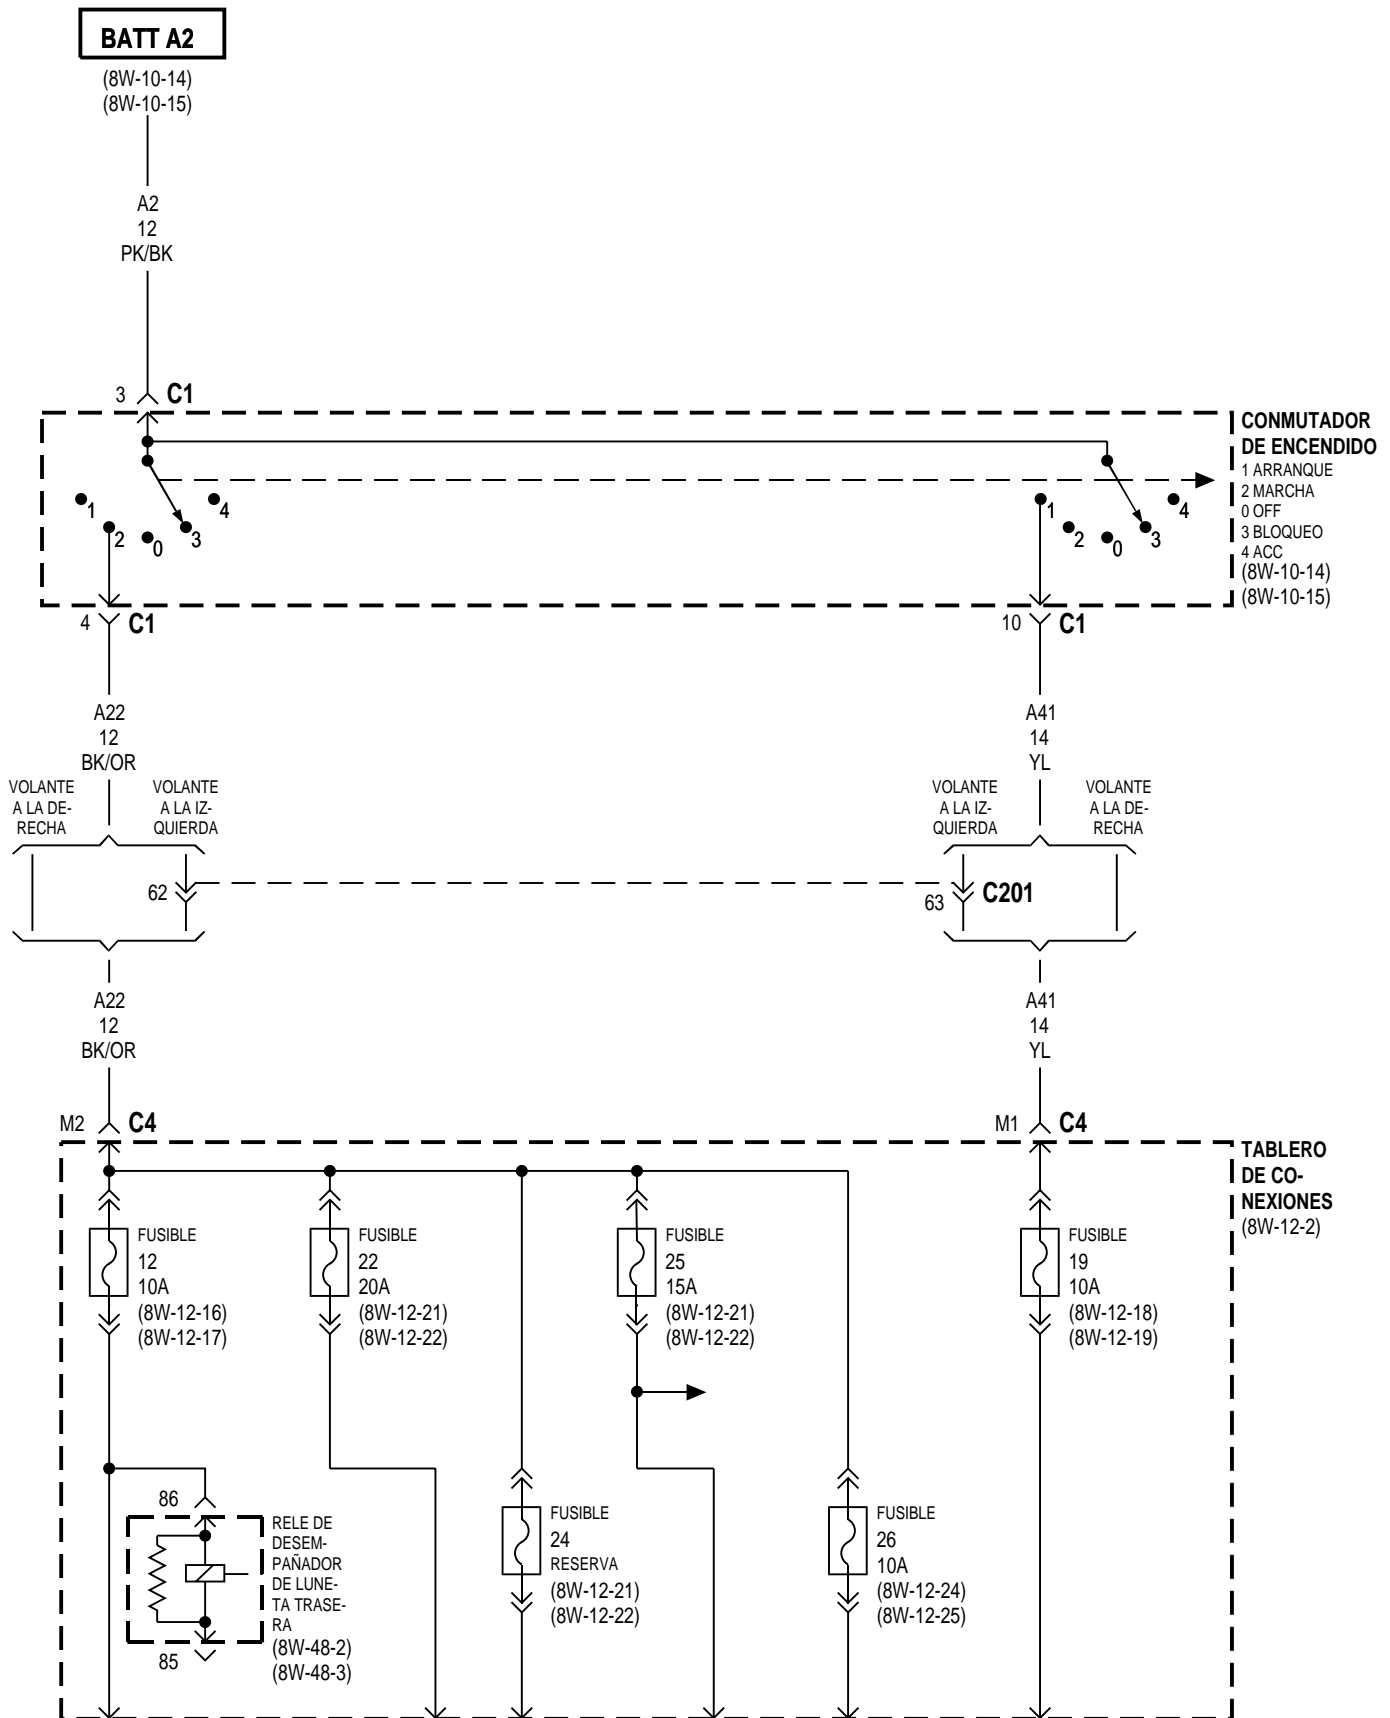 BATT A2
(8W-10-14)
(8W-10-15)
A2
12
PK/BK
3
C1
CONMUTADOR
DE ENCENDIDO
1 ARRANQUE
2 MARCHA
0 OFF
3 BLOQUEO
4 ACC
(8W-10-14)
(8W-10-15)
1
2
0
3
4
1
2
0
3
4
4
C1
10
C1
A22
12
BK/OR
A41
14
YL
VOLANTE
A LA DE-
RECHA
VOLANTE
A LA IZ-
QUIERDA
VOLANTE
A LA IZ-
QUIERDA
VOLANTE
A LA DE-
RECHA
62
63
C201
A22
12
BK/OR
A41
14
YL
M2
C4
M1
C4
TABLERO
DE CO-
NEXIONES
(8W-12-2)
FUSIBLE
12
10A
(8W-12-16)
(8W-12-17)
FUSIBLE
22
20A
(8W-12-21)
(8W-12-22)
FUSIBLE
25
15A
(8W-12-21)
(8W-12-22)
FUSIBLE
19
10A
(8W-12-18)
(8W-12-19)
86
RELE DE
DESEM-
PAÑADOR
DE LUNE-
TA TRASE-
RA
(8W-48-2)
(8W-48-3)
85
FUSIBLE
24
RESERVA
(8W-12-21)
(8W-12-22)
FUSIBLE
26
10A
(8W-12-24)
(8W-12-25)